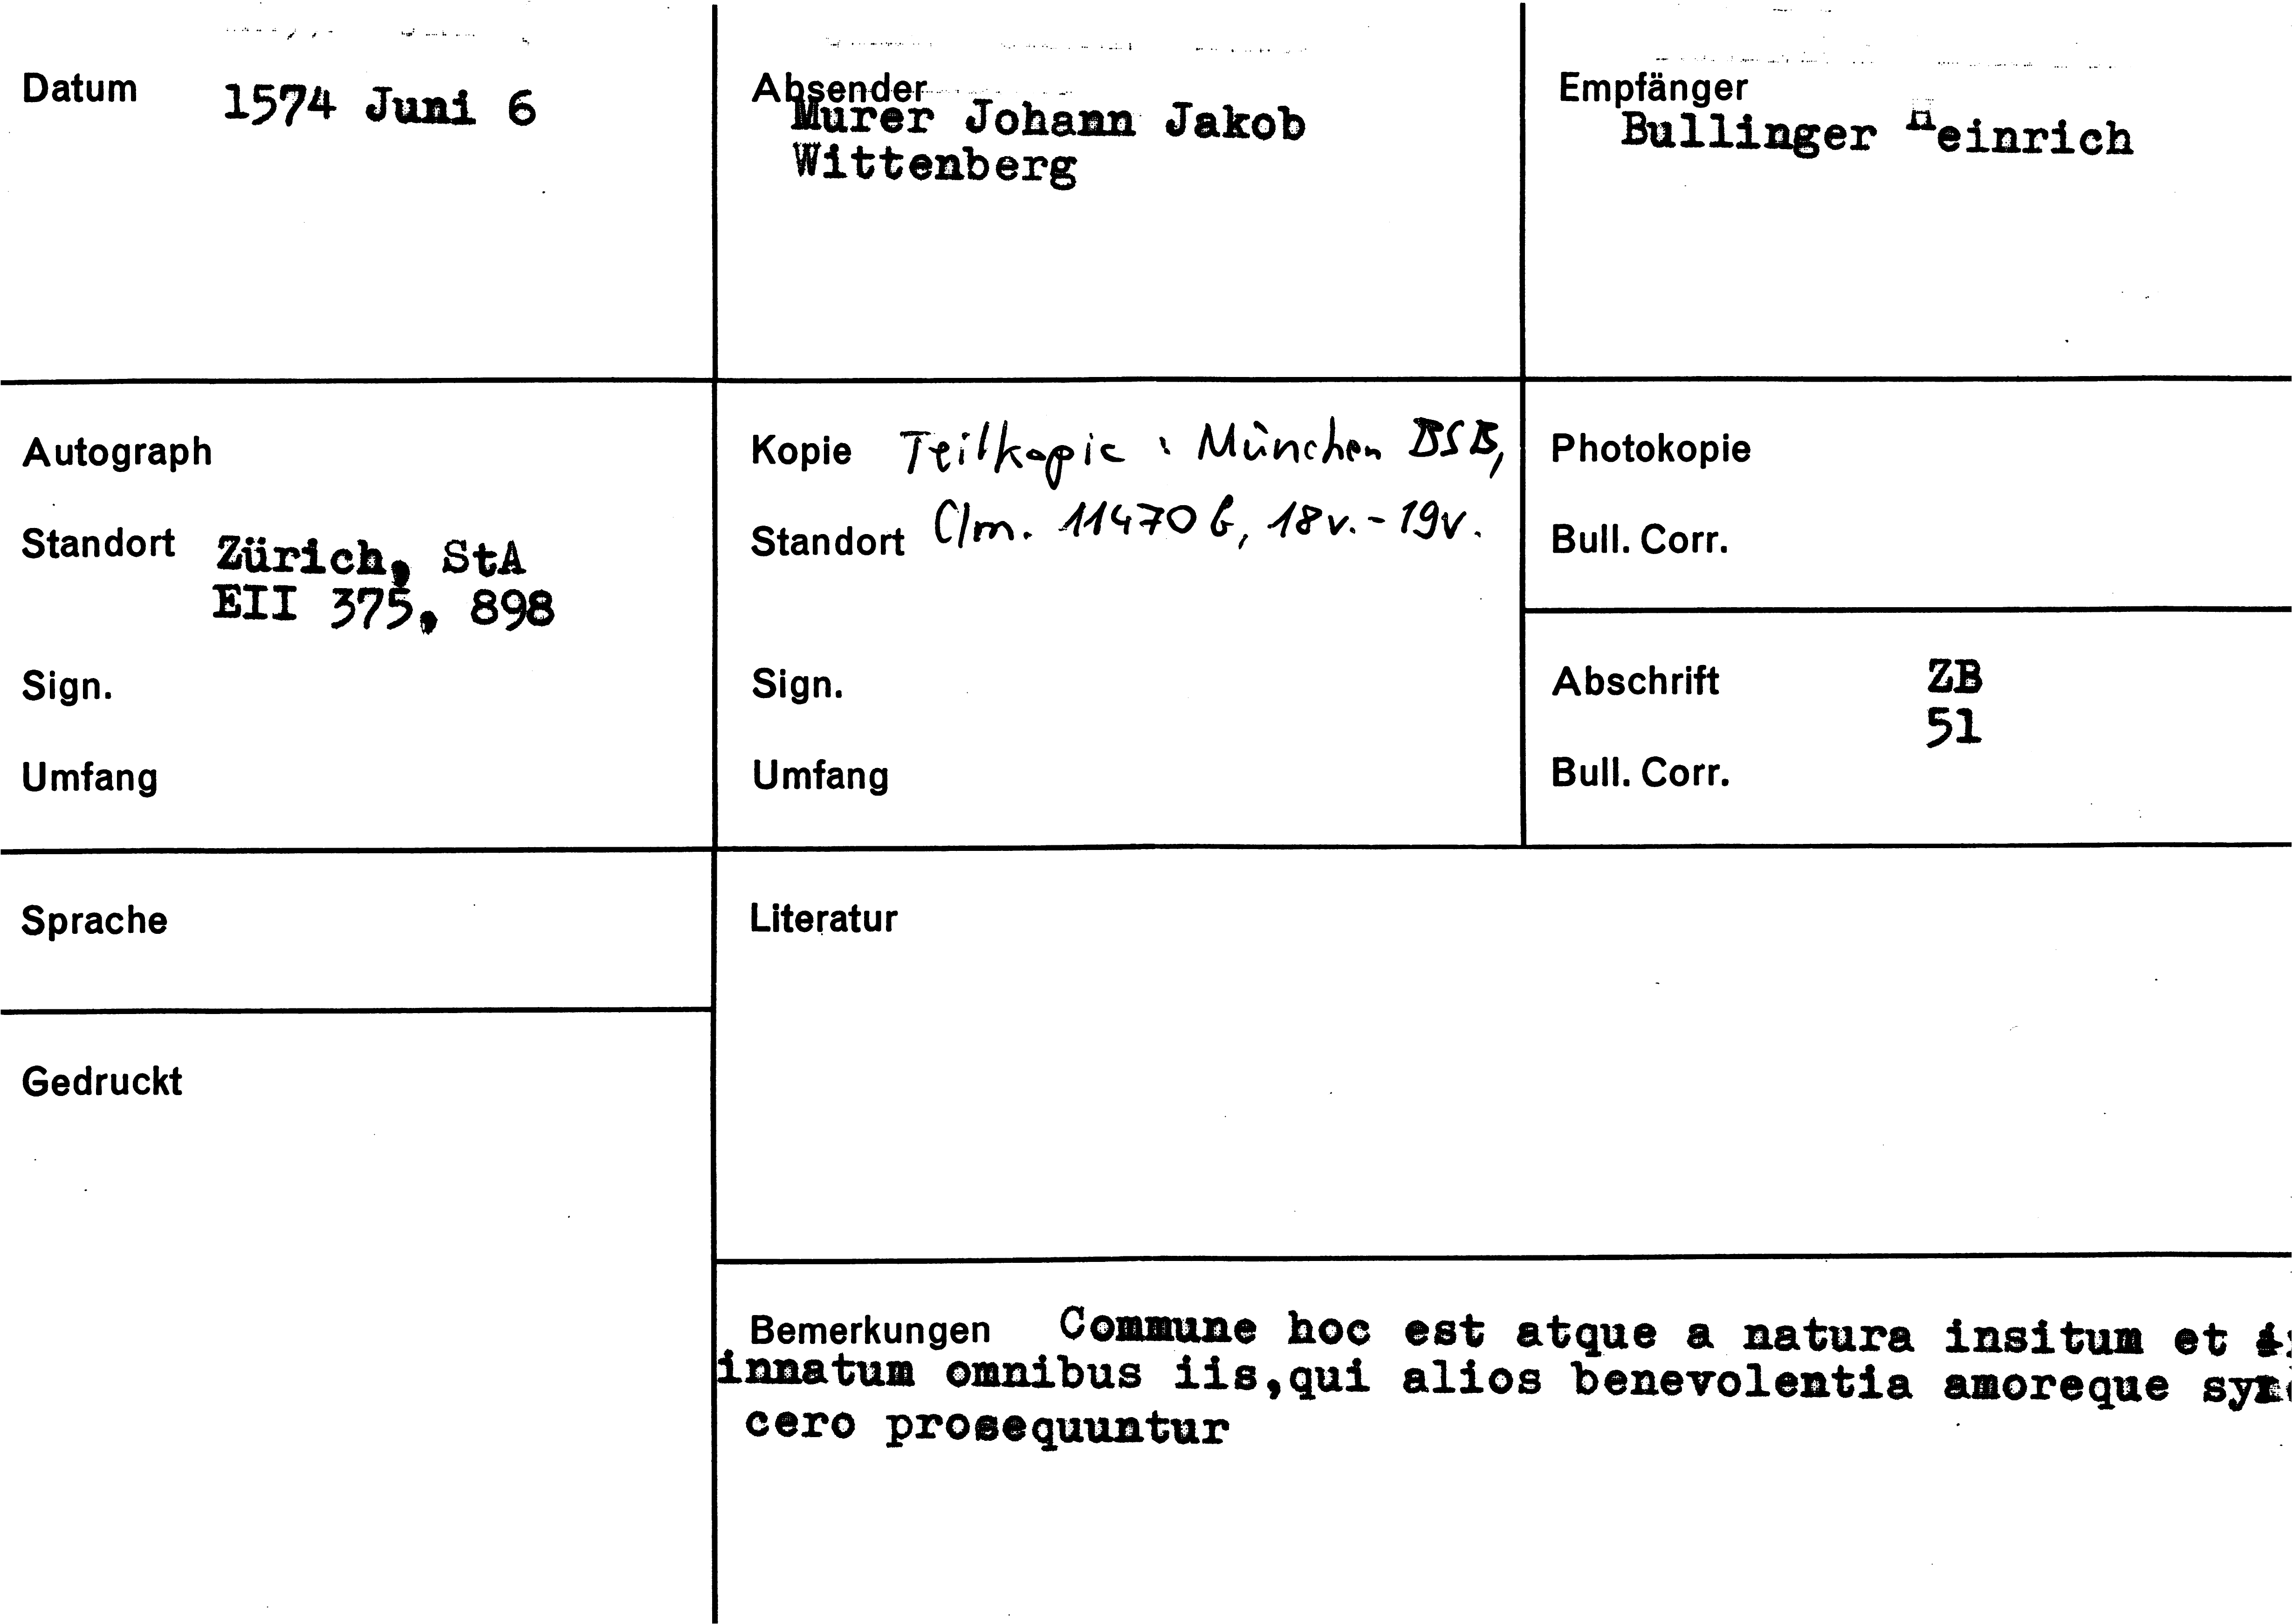 Datum 1574 Juni 6
Absender
Murer Johann Jakob
Wittenberg
Empfänger
Bullinger Heinrich
Autograph
Standort Zürich, StA
EII 375, 898
Sign.
Umfang
Kopie Teilkopie: München BSB,
Standort Clm. 11470 b, 18v.-19v.
Sign.
Umfang
Photokopie
Bull. Corr.
Abschrift ZB
51
Bull. Corr.
Sprache
Literatur
Gedruckt
Bemerkungen Commune hoc est atque a natura insitum et
innatum omnibus iis,qui alios benevolentia amoreque
cero prosequuntur